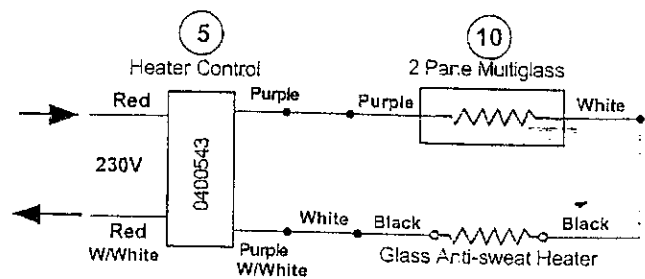 5
10
Heater Control
2 Pane Multiglass
Red
Purple
Purple
White
230V
0400543
Red
W/White
Purple
W/White
White
Black
Black
Glass Anti-sweat Heater